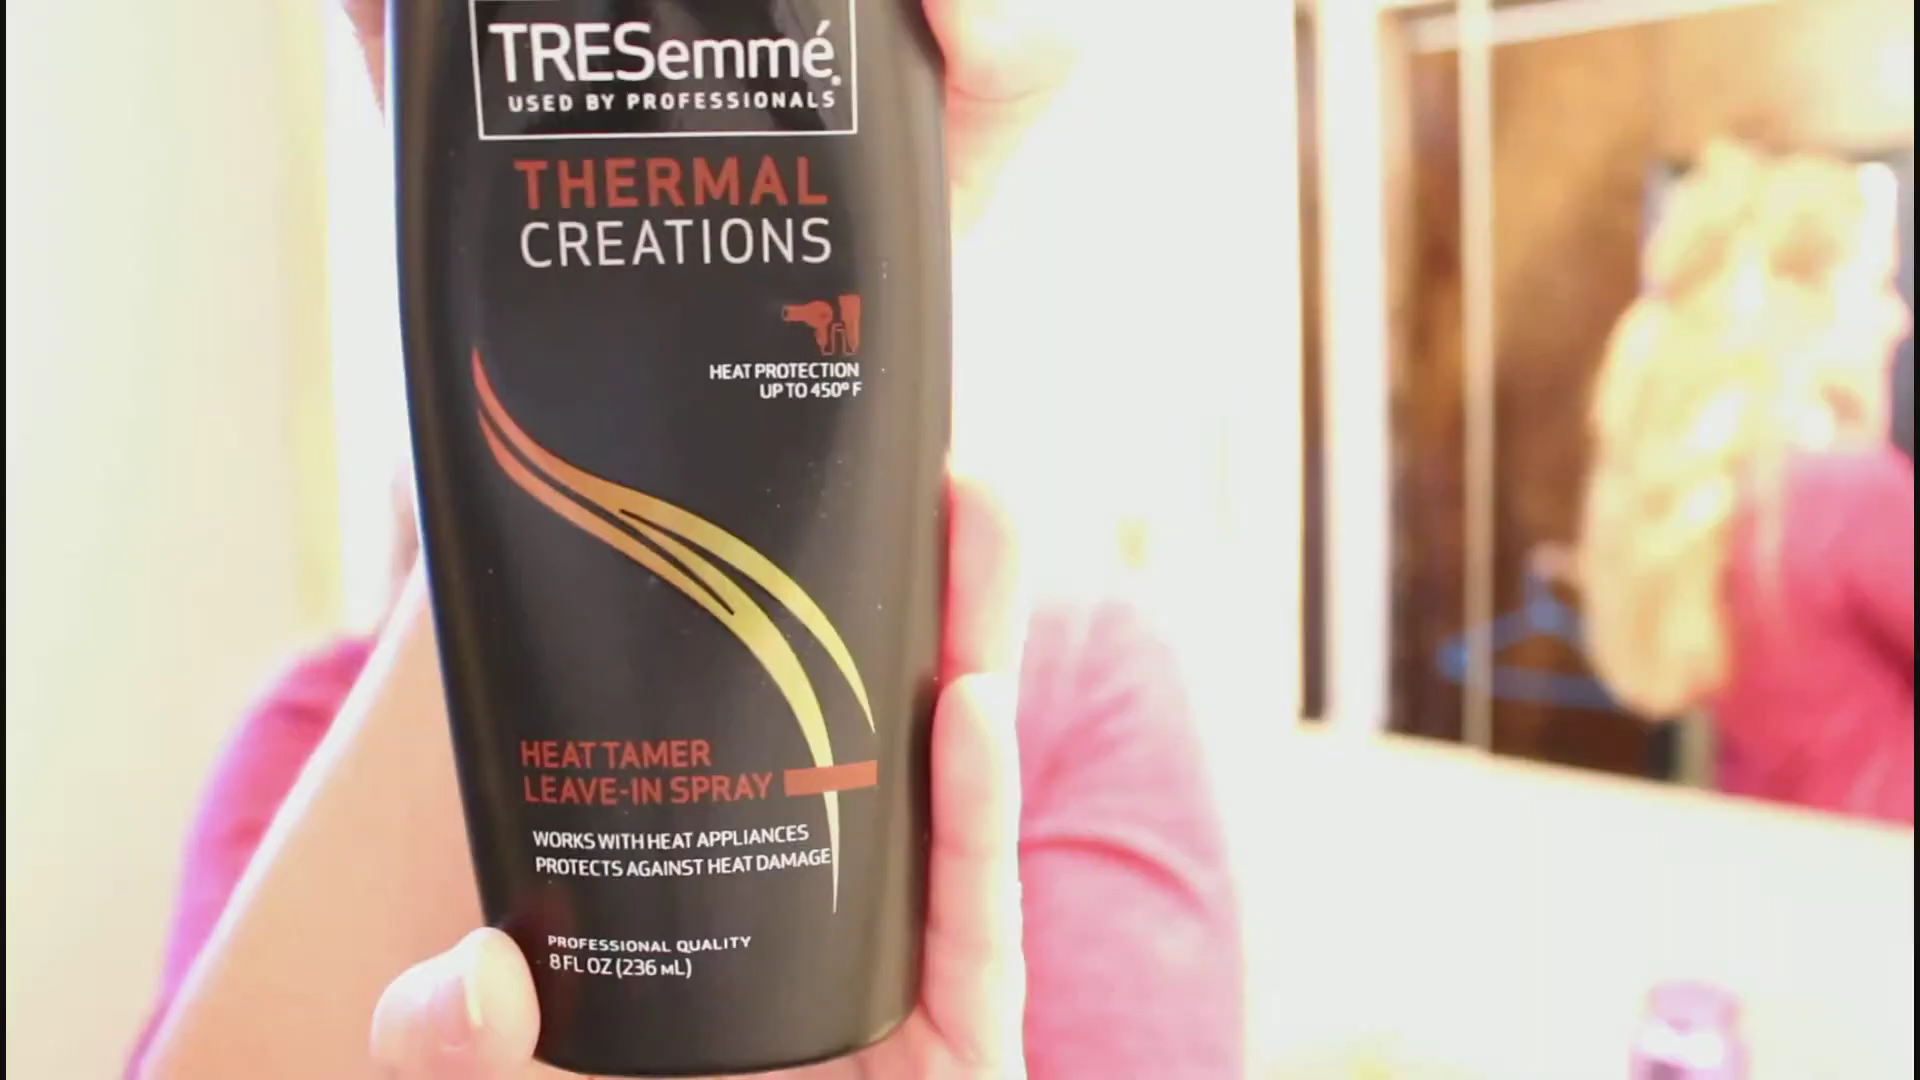 TRESemmé
USED BY PROFESSIONALS
THERMAL
CREATIONS
HEAT PROTECTION
UP TO 450° F
HEAT TAMER
LEAVE-IN SPRAY
WORKS WITH HEAT APPLIANCES
PROTECTS AGAINST HEAT DAMAGE
PROFESSIONAL QUALITY
8 FL OZ (236 mL)